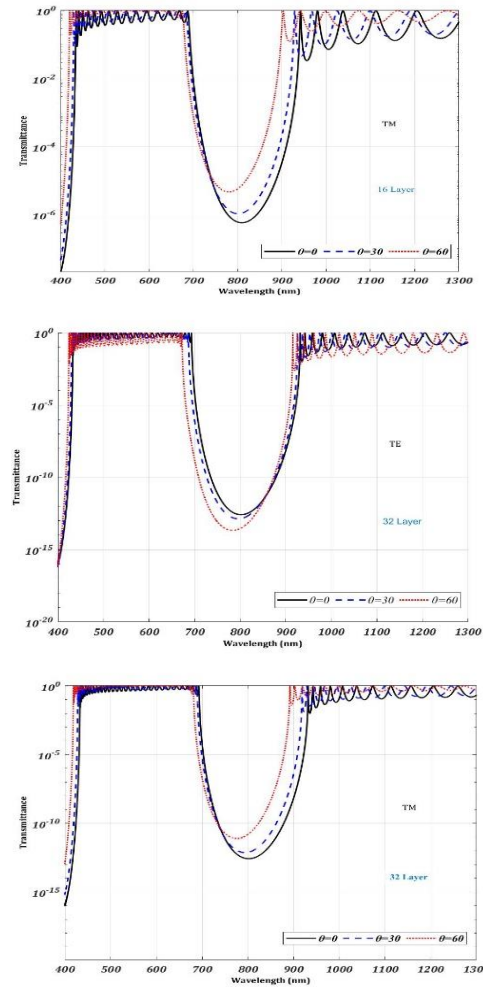 10^0
10^-2
10^-4
10^-6
Transmittance
TM
16 Layer
θ=0 θ=30 θ=60
400 500 600 700 800 900 1000 1100 1200 1300
Wavelength (nm)
10^0
10^-5
10^-10
10^-15
10^-20
Transmittance
TE
32 Layer
θ=0 θ=30 θ=60
400 500 600 700 800 900 1000 1100 1200 1300
Wavelength (nm)
10^0
10^-5
10^-10
10^-15
Transmittance
TM
32 Layer
θ=0 θ=30 θ=60
400 500 600 700 800 900 1000 1100 1200 1300
Wavelength (nm)